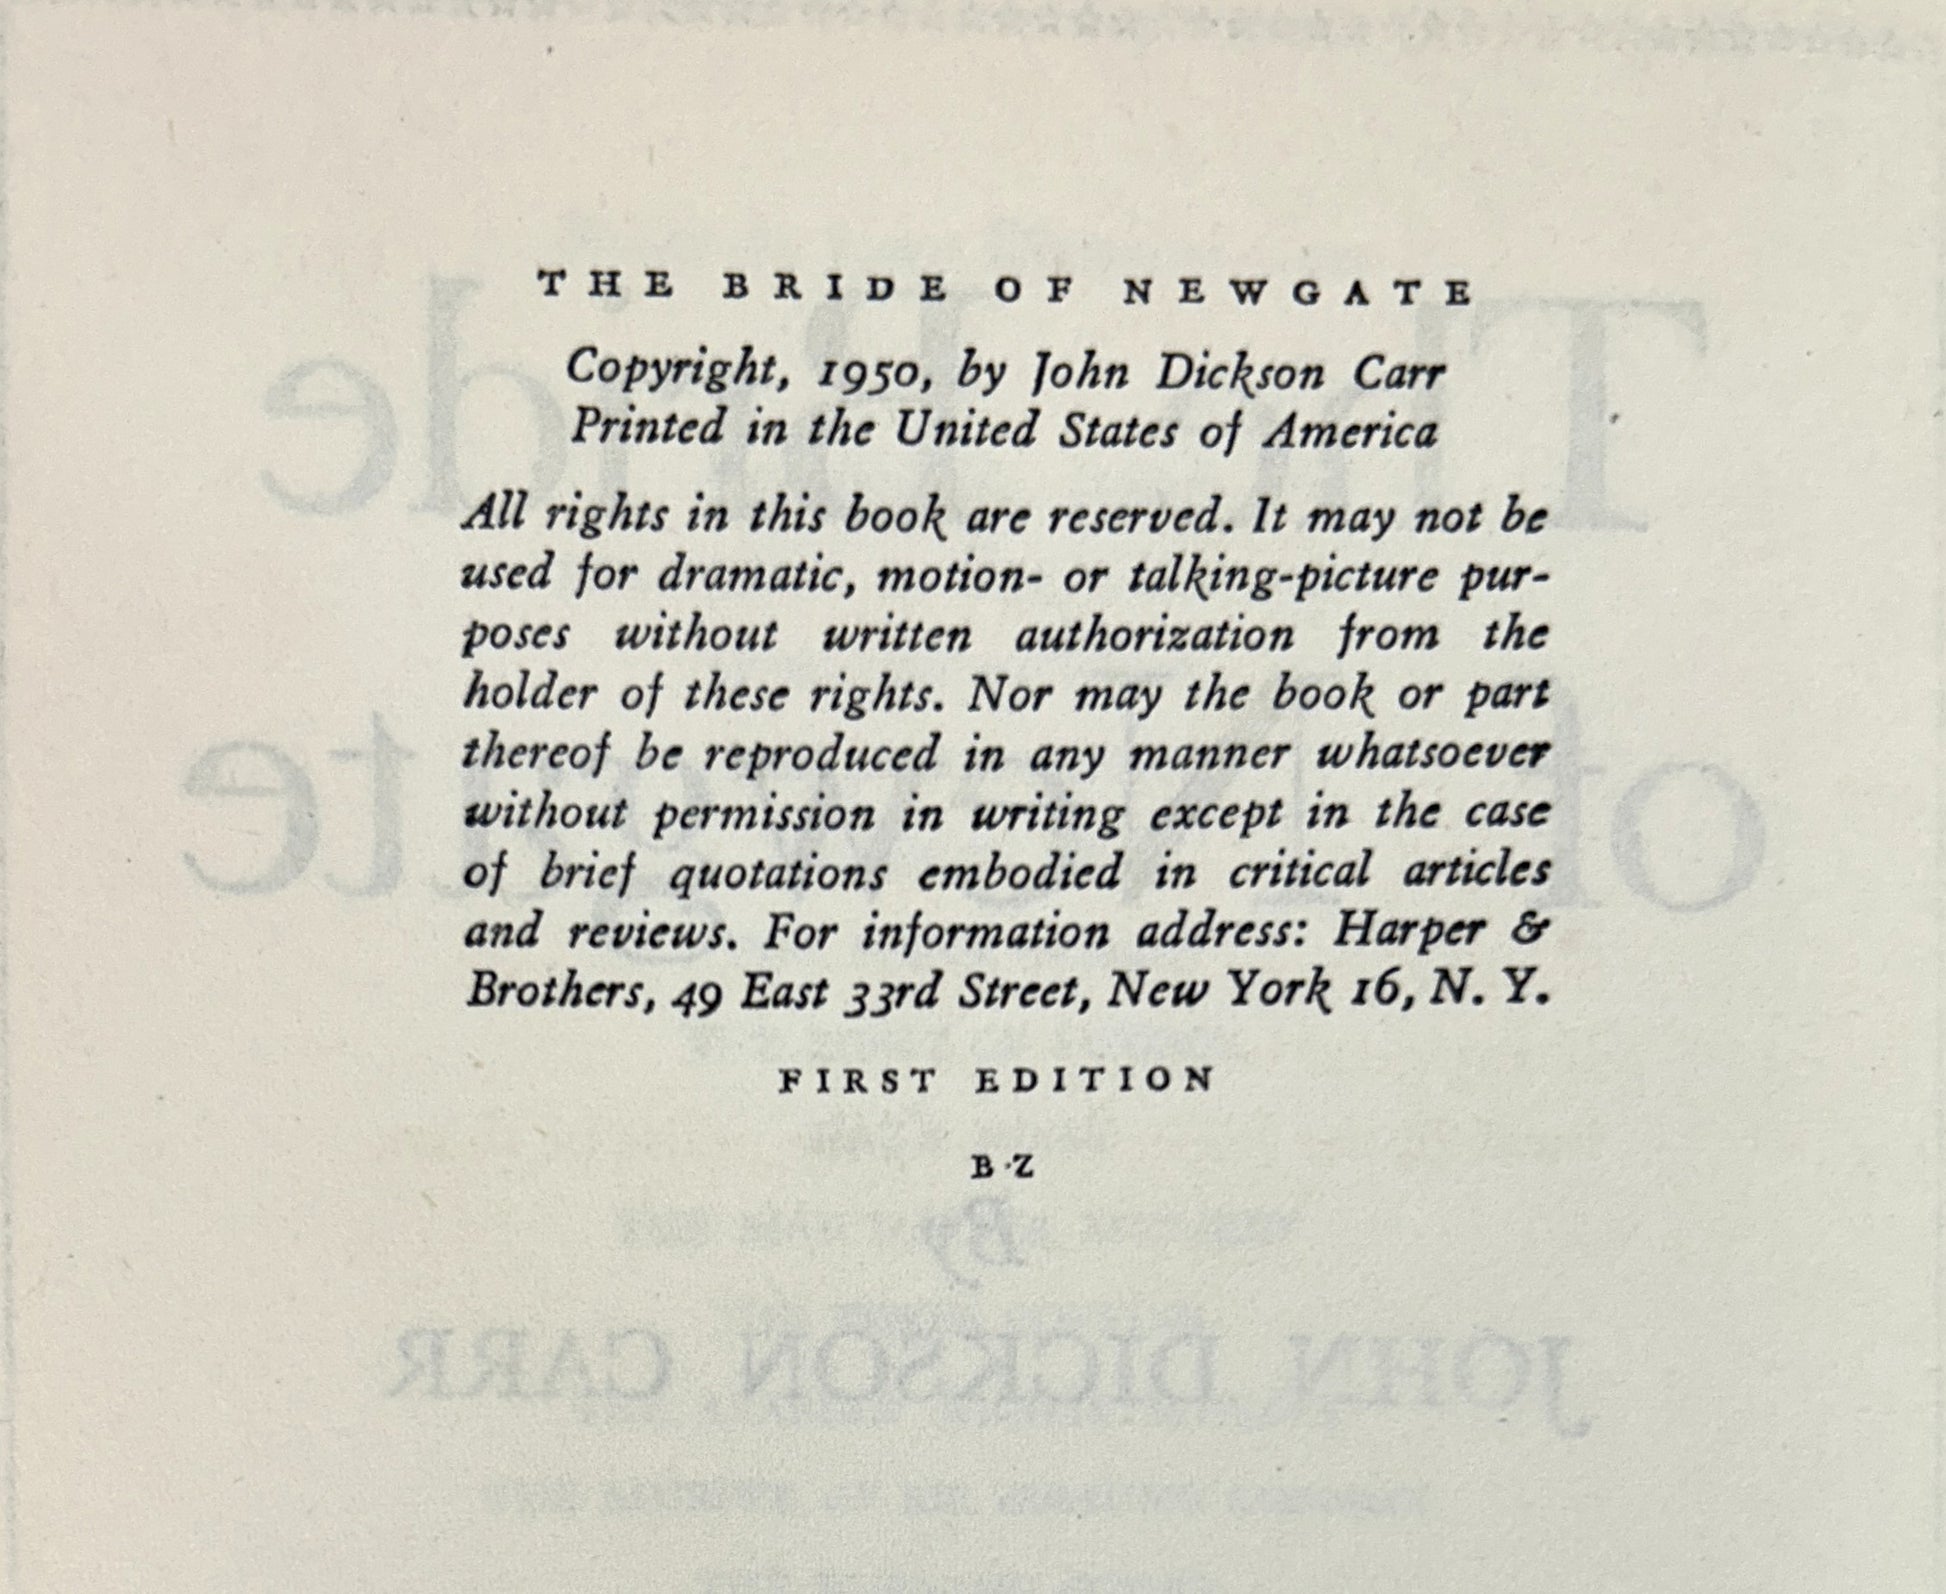 THE BRIDE OF NEWGATE
Copyright, 1950, by John Dickson Carr
Printed in the United States of America
All rights in this book are reserved. It may not be
used for dramatic, motion- or talking-picture pur-
poses without written authorization from the
holder of these rights. Nor may the book or part
thereof be reproduced in any manner whatsoever
without permission in writing except in the case
of brief quotations embodied in critical articles
and reviews. For information address: Harper &
Brothers, 49 East 33rd Street, New York 16, N. Y.
FIRST EDITION
B·Z
By
JOHN DICKSON CARR